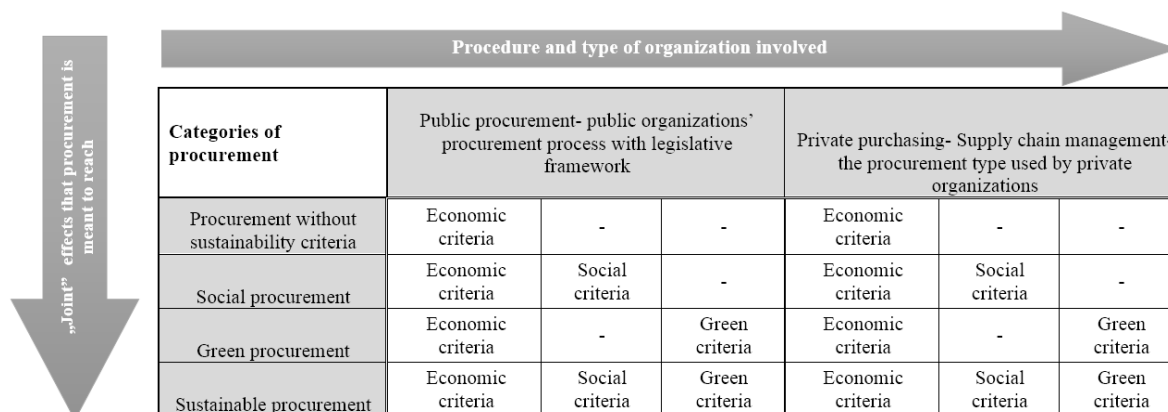 Procedure and type of organization involved
„Joint” effects that procurement is
meant to reach
Categories of
procurement
Public procurement- public organizations’
procurement process with legislative
framework
Private purchasing- Supply chain management-
the procurement type used by private
organizations
Procurement without
sustainability criteria
Economic
criteria
-
-
Economic
criteria
-
-
Social procurement
Economic
criteria
Social
criteria
-
Economic
criteria
Social
criteria
-
Green procurement
Economic
criteria
-
Green
criteria
Economic
criteria
-
Green
criteria
Sustainable procurement
Economic
criteria
Social
criteria
Green
criteria
Economic
criteria
Social
criteria
Green
criteria